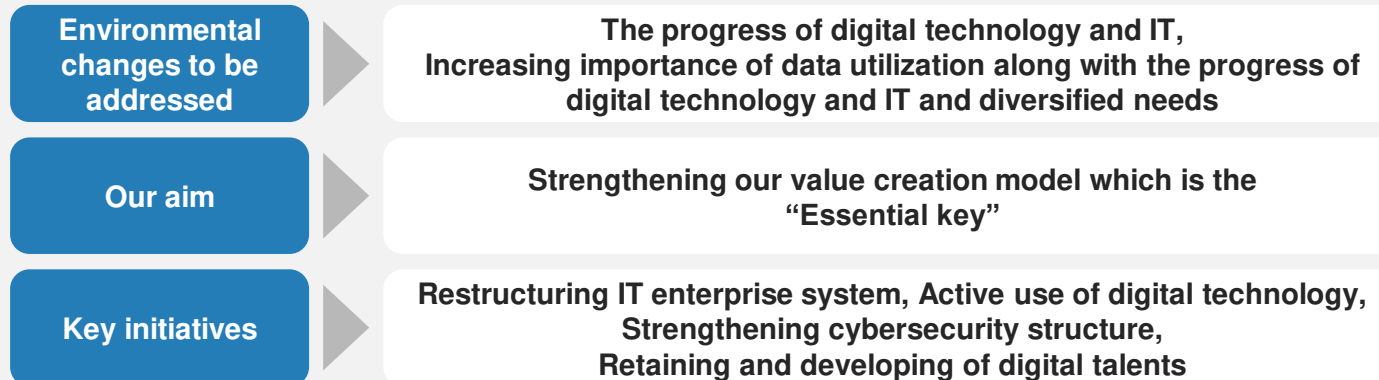 Environmental
changes to be
addressed
The progress of digital technology and IT,
Increasing importance of data utilization along with the progress of
digital technology and IT and diversified needs
Our aim
Strengthening our value creation model which is the
“Essential key”
Key initiatives
Restructuring IT enterprise system, Active use of digital technology,
Strengthening cybersecurity structure,
Retaining and developing of digital talents